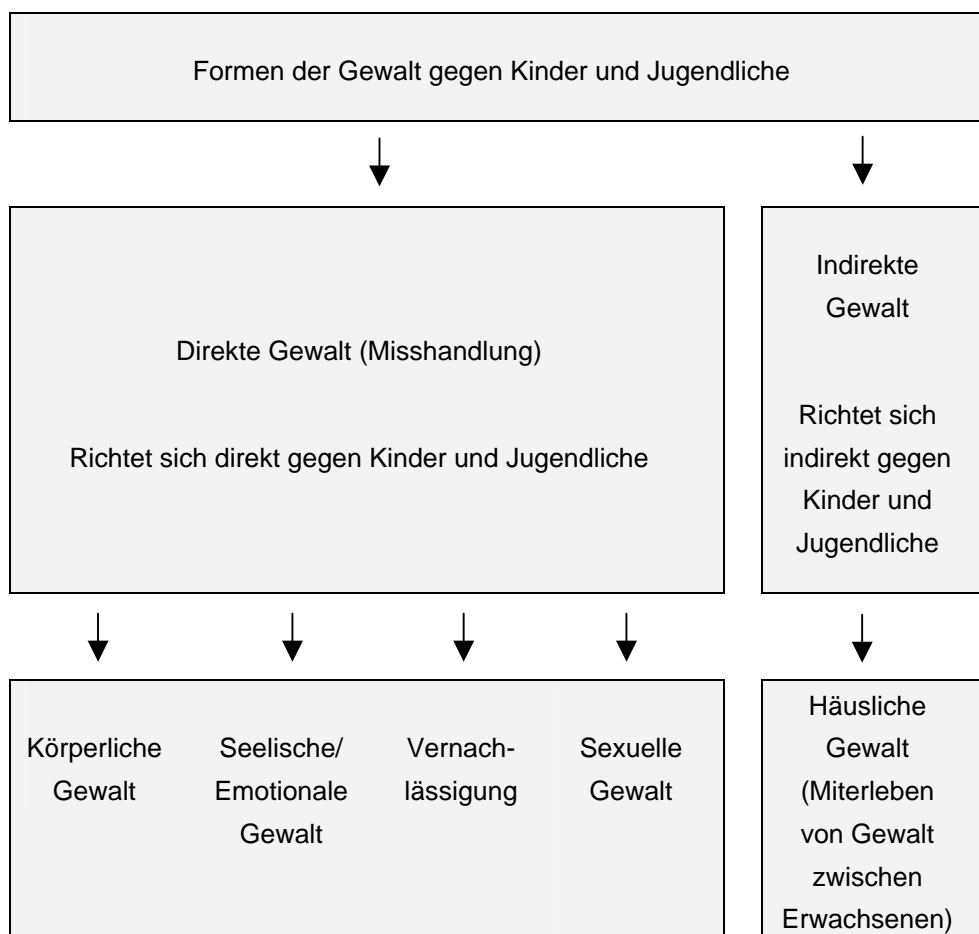 Formen der Gewalt gegen Kinder und Jugendliche
Direkte Gewalt (Misshandlung)
Richtet sich direkt gegen Kinder und Jugendliche
Indirekte
Gewalt
Richtet sich
indirekt gegen
Kinder und
Jugendliche
Körperliche
Gewalt
Seelische/
Emotionale
Gewalt
Vernach-
lässigung
Sexuelle
Gewalt
Häusliche
Gewalt
(Miterleben
von Gewalt
zwischen
Erwachsenen)